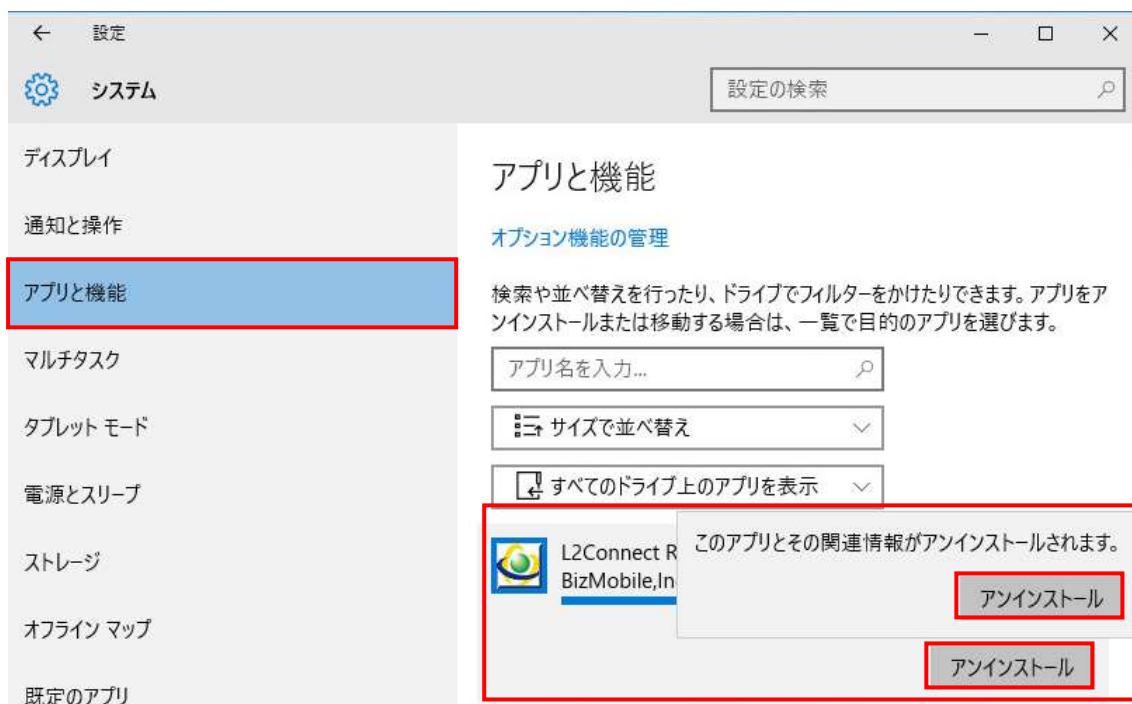 設定
システム
設定の検索
ディスプレイ
通知と操作
アプリと機能
マルチタスク
タブレット モード
電源とスリープ
ストレージ
オフライン マップ
既定のアプリ
アプリと機能
オプション機能の管理
検索や並べ替えを行ったり、ドライブでフィルターをかけたりできます。アプリをア
ンインストールまたは移動する場合は、一覧で目的のアプリを選びます。
アプリ名を入力...
サイズで並べ替え
すべてのドライブ上のアプリを表示
L2Connect R
BizMobile,In
このアプリとその関連情報がアンインストールされます。
アンインストール
アンインストール